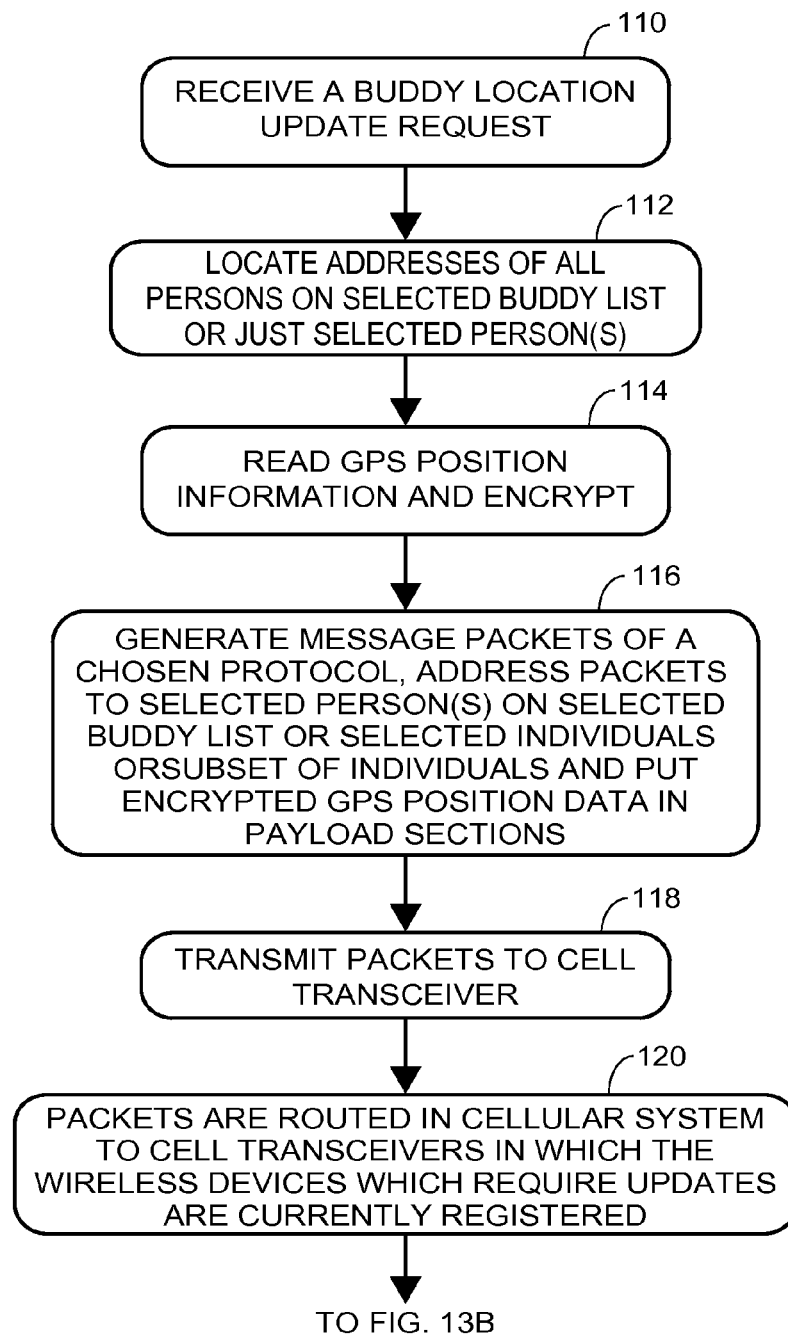 110
RECEIVE A BUDDY LOCATION
UPDATE REQUEST
112
LOCATE ADDRESSES OF ALL
PERSONS ON SELECTED BUDDY LIST
OR JUST SELECTED PERSON(S)
114
READ GPS POSITION
INFORMATION AND ENCRYPT
116
GENERATE MESSAGE PACKETS OF A
CHOSEN PROTOCOL, ADDRESS PACKETS
TO SELECTED PERSON(S) ON SELECTED
BUDDY LIST OR SELECTED INDIVIDUALS
ORSUBSET OF INDIVIDUALS AND PUT
ENCRYPTED GPS POSITION DATA IN
PAYLOAD SECTIONS
118
TRANSMIT PACKETS TO CELL
TRANSCEIVER
120
PACKETS ARE ROUTED IN CELLULAR SYSTEM
TO CELL TRANSCEIVERS IN WHICH THE
WIRELESS DEVICES WHICH REQUIRE UPDATES
ARE CURRENTLY REGISTERED
TO FIG. 13B